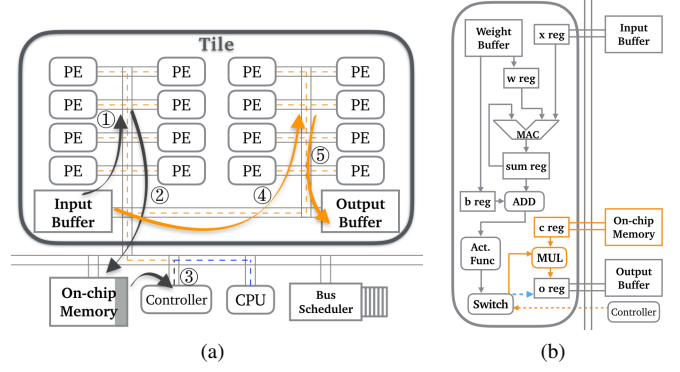 Tile
PE PE PE PE
PE PE PE PE
①
PE PE PE PE
⑤
PE PE PE PE
② ④
Input
Buffer
Output
Buffer
③
On-chip
Memory
Controller
CPU
Bus
Scheduler
(a)
Weight
Buffer
x reg
Input
Buffer
w reg
MAC
sum reg
b reg
ADD
c reg
On-chip
Memory
Act.
Func
MUL
o reg
Output
Buffer
Switch
Controller
(b)